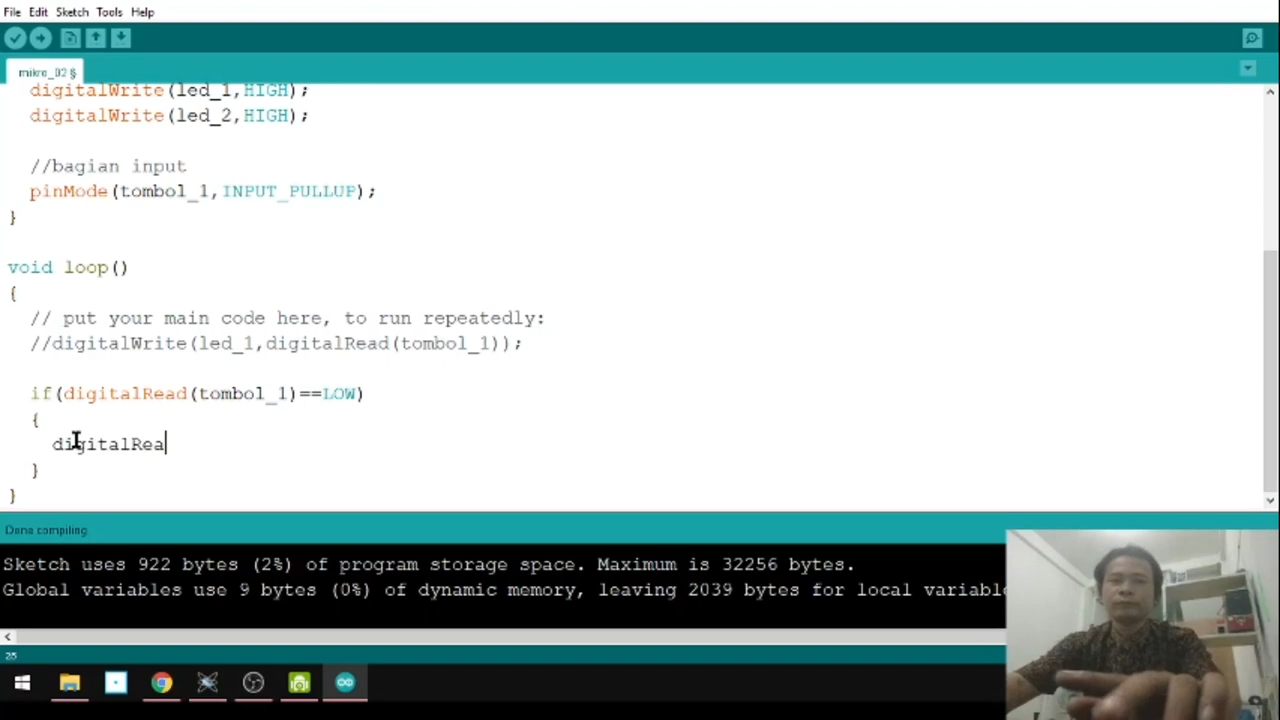 File Edit Sketch Tools Help
mikro_02 §
digitalWrite(led_1,HIGH);
digitalWrite(led_2,HIGH);
//bagian input
pinMode(tombol_1,INPUT_PULLUP);
}
void loop()
{
// put your main code here, to run repeatedly:
//digitalWrite(led_1,digitalRead(tombol_1));
if(digitalRead(tombol_1)==LOW)
{
digitalRea
}
}
Done compiling
Sketch uses 922 bytes (2%) of program storage space. Maximum is 32256 bytes.
Global variables use 9 bytes (0%) of dynamic memory, leaving 2039 bytes for local variabl
25